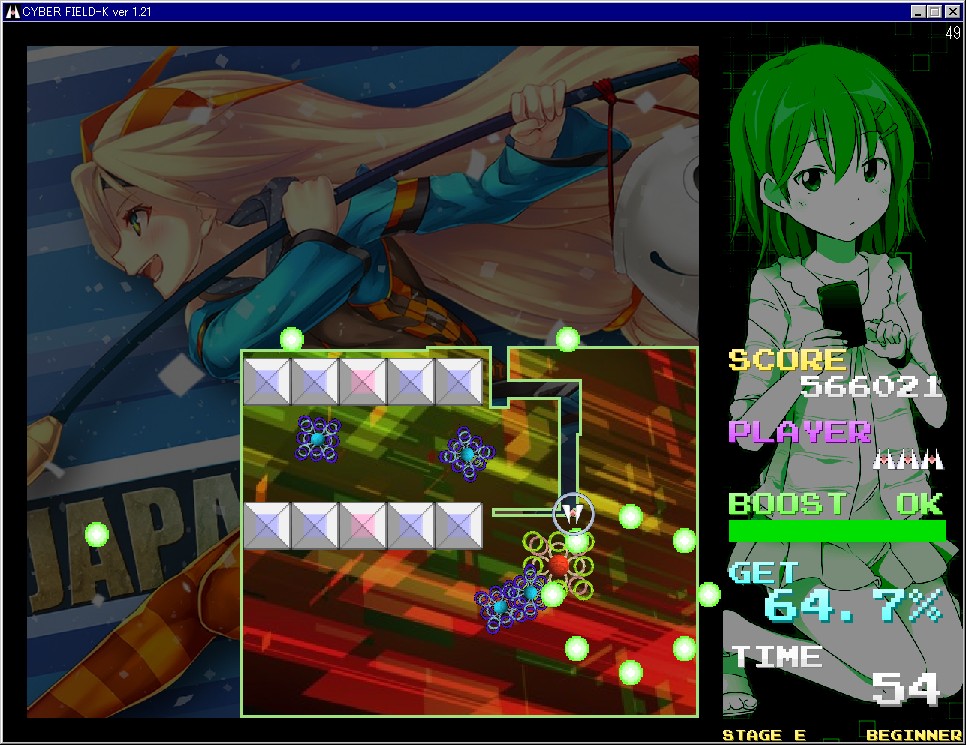 CYBER FIELD-K ver 1.21
49
SCORE
566021
PLAYER
BOOST OK
GET
64.7%
TIME
54
STAGE E BEGINNER
JAPA